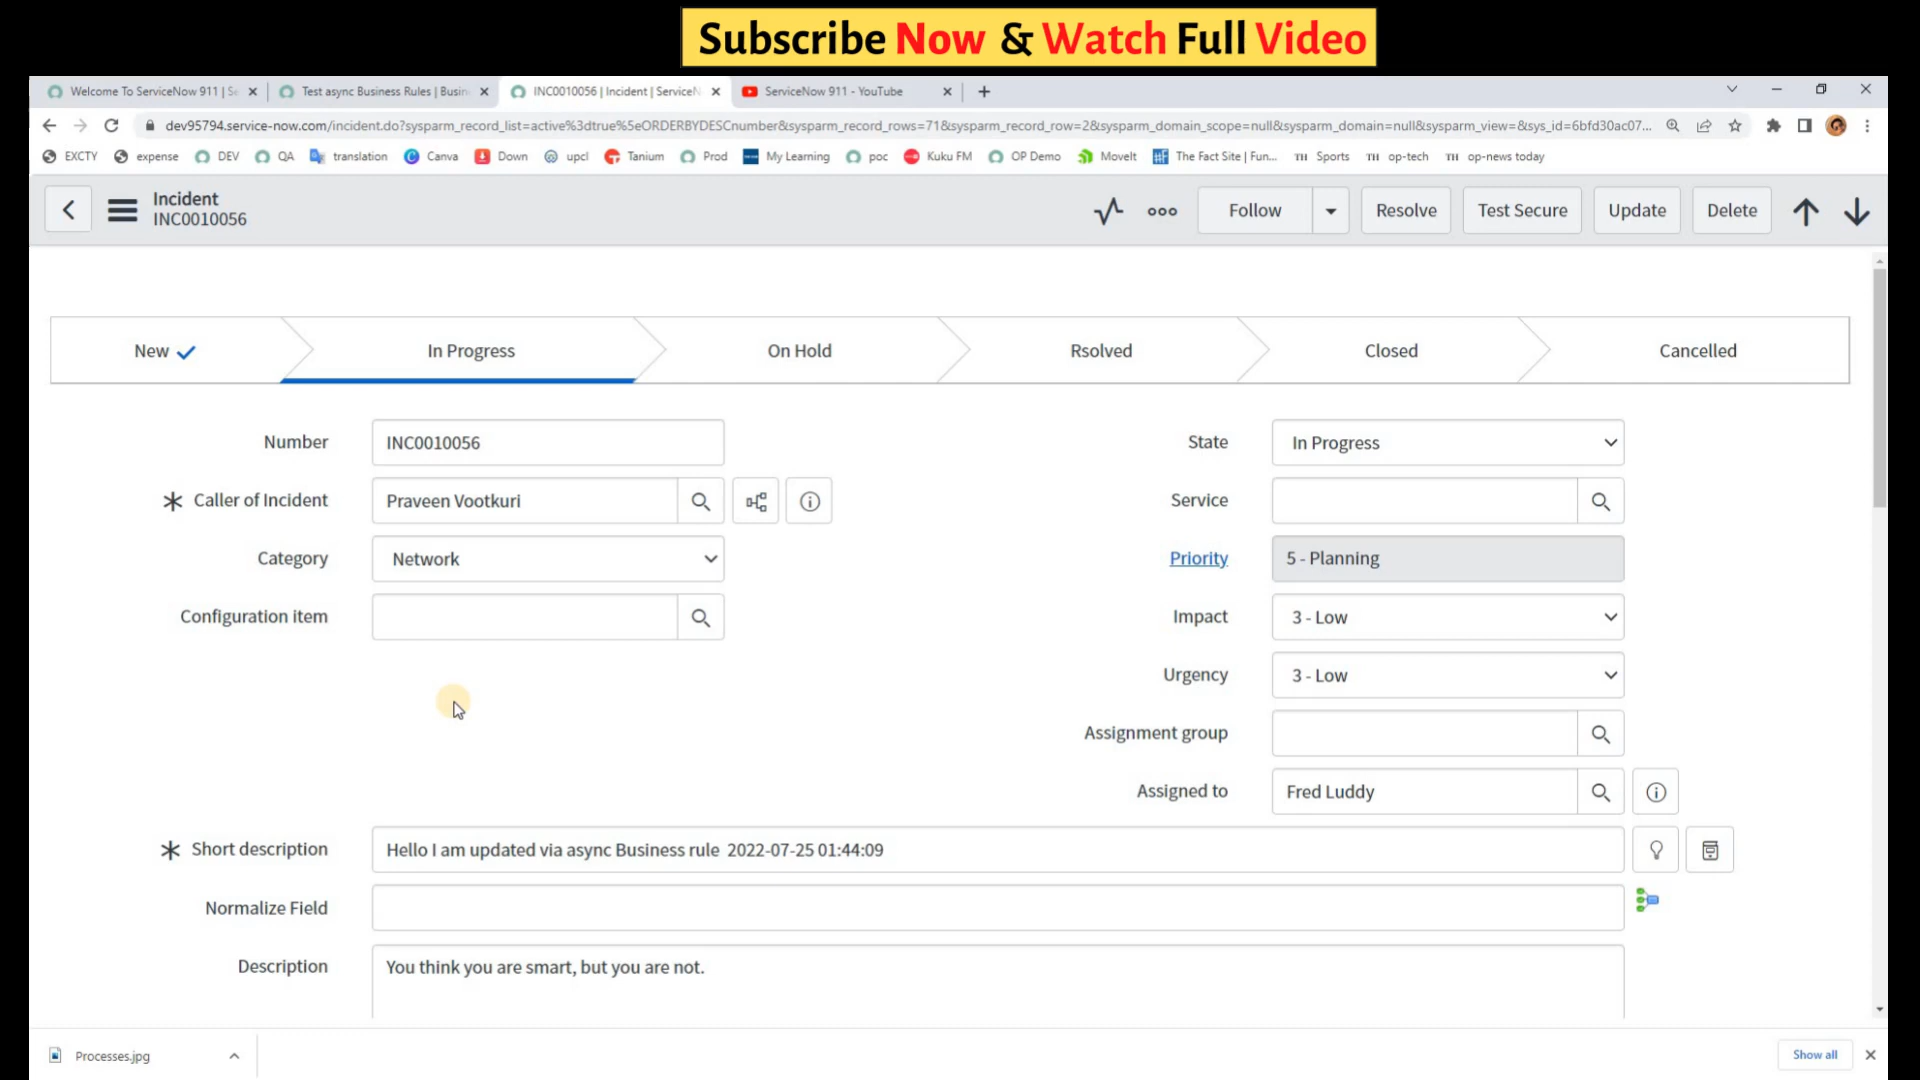 Subscribe Now & Watch Full Video
Welcome To ServiceNow 911 | Se
Test async Business Rules | Busin
INC0010056 | Incident | ServiceN
ServiceNow 911 - YouTube
dev95794.service-now.com/incident.do?sysparm_record_list=active%3dtrue%5eORDERBYDESCnumber&sysparm_record_rows=71&sysparm_record_row=2&sysparm_domain_scope=null&sysparm_domain=null&sysparm_view=&sys_id=6bfd30ac07...
EXCTY expense DEV QA translation Canva Down upcl Tanium Prod My Learning poc Kuku FM OP Demo MoveIt The Fact Site | Fun... TH Sports TH op-tech TH op-news today
Incident
INC0010056
Follow Resolve Test Secure Update Delete
New In Progress On Hold Rsolved Closed Cancelled
Number INC0010056
State In Progress
Caller of Incident Praveen Vootkuri
Service
Category Network
Priority 5 - Planning
Configuration item
Impact 3 - Low
Urgency 3 - Low
Assignment group
Assigned to Fred Luddy
Short description Hello I am updated via async Business rule 2022-07-25 01:44:09
Normalize Field
Description You think you are smart, but you are not.
Processes.jpg
Show all